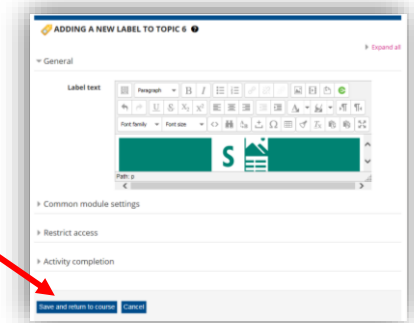 ADDING A NEW LABEL TO TOPIC 6
Expand all
General
Label text
Paragraph
Font family
Font size
S
Path: p
Common module settings
Restrict access
Activity completion
Save and return to course
Cancel